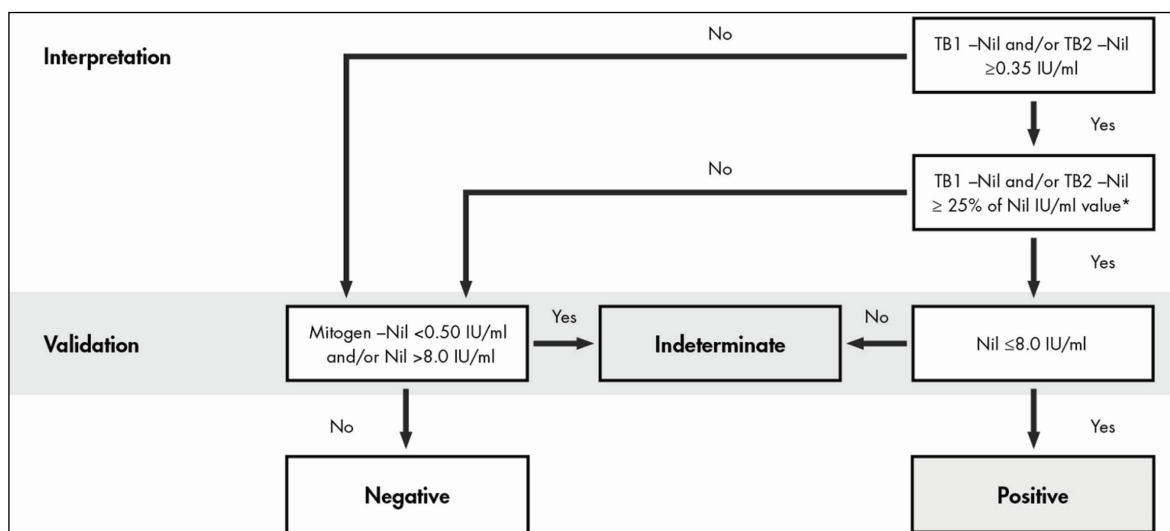 Interpretation
No
TB1 –Nil and/or TB2 –Nil
≥0.35 IU/ml
Yes
No
TB1 –Nil and/or TB2 –Nil
≥ 25% of Nil IU/ml value*
Yes
Validation
Mitogen –Nil <0.50 IU/ml
and/or Nil >8.0 IU/ml
Yes
Indeterminate
No
Nil ≤8.0 IU/ml
No
Yes
Negative
Positive